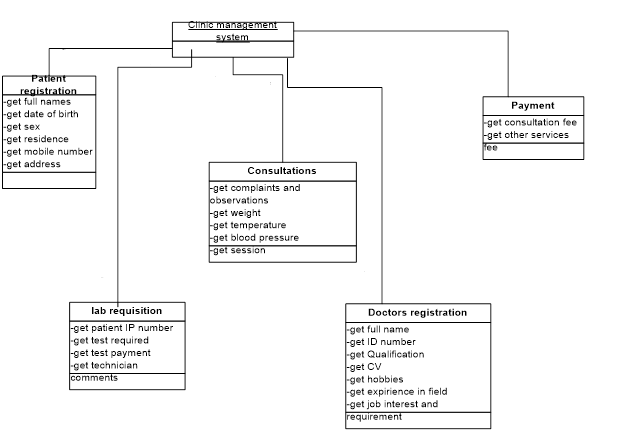 Clinic management
system
Patient
registration
-get full names
-get date of birth
-get sex
-get residence
-get mobile number
-get address
Payment
-get consultation fee
-get other services
fee
Consultations
-get complaints and
observations
-get weight
-get temperature
-get blood pressure
-get session
lab requisition
-get patient IP number
-get test required
-get test payment
-get technician
comments
Doctors registration
-get full name
-get ID number
-get Qualification
-get CV
-get hobbies
-get expirience in field
-get job interest and
requirement